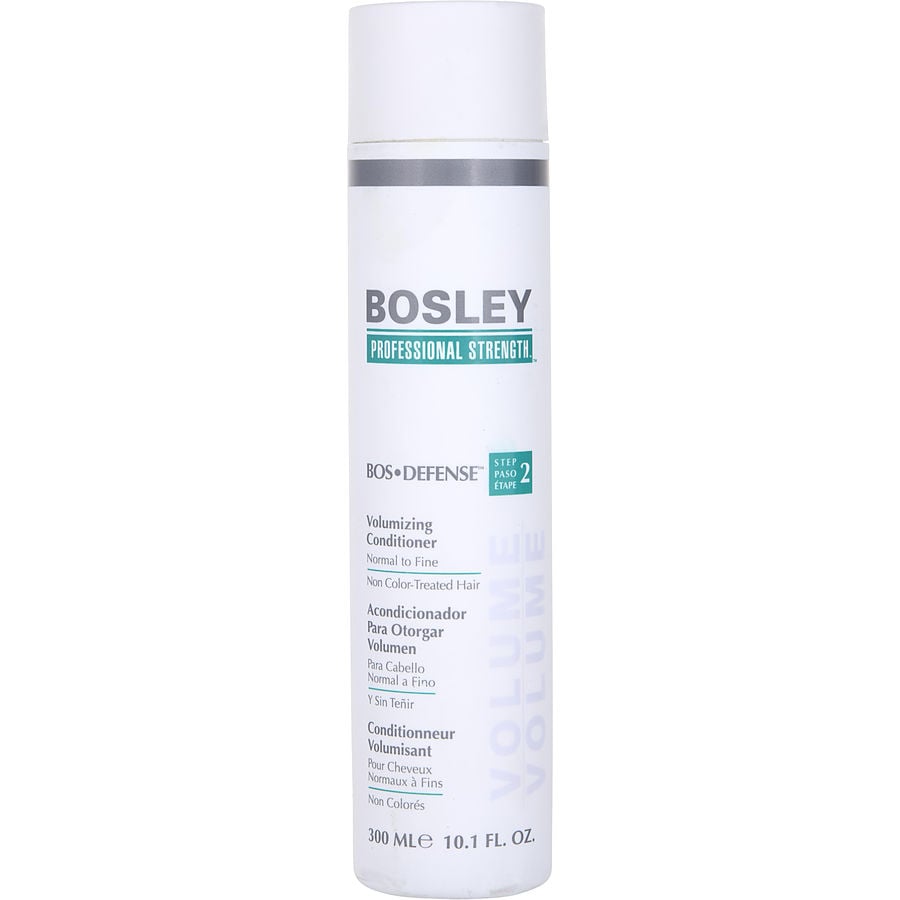 BOSLEY
PROFESSIONAL STRENGTH.™
BOS•DEFENSE™
STEP
PASO
ÉTAPE
2
Volumizing
Conditioner
Normal to Fine
Non Color-Treated Hair
Acondicionador
Para Otorgar
Volumen
Para Cabello
Normal a Fino
Y Sin Teñir
Conditionneur
Volumisant
Pour Cheveux
Normaux à Fins
Non Colorés
VOLUME
VOLUME
300 ML℮ 10.1 FL. OZ.